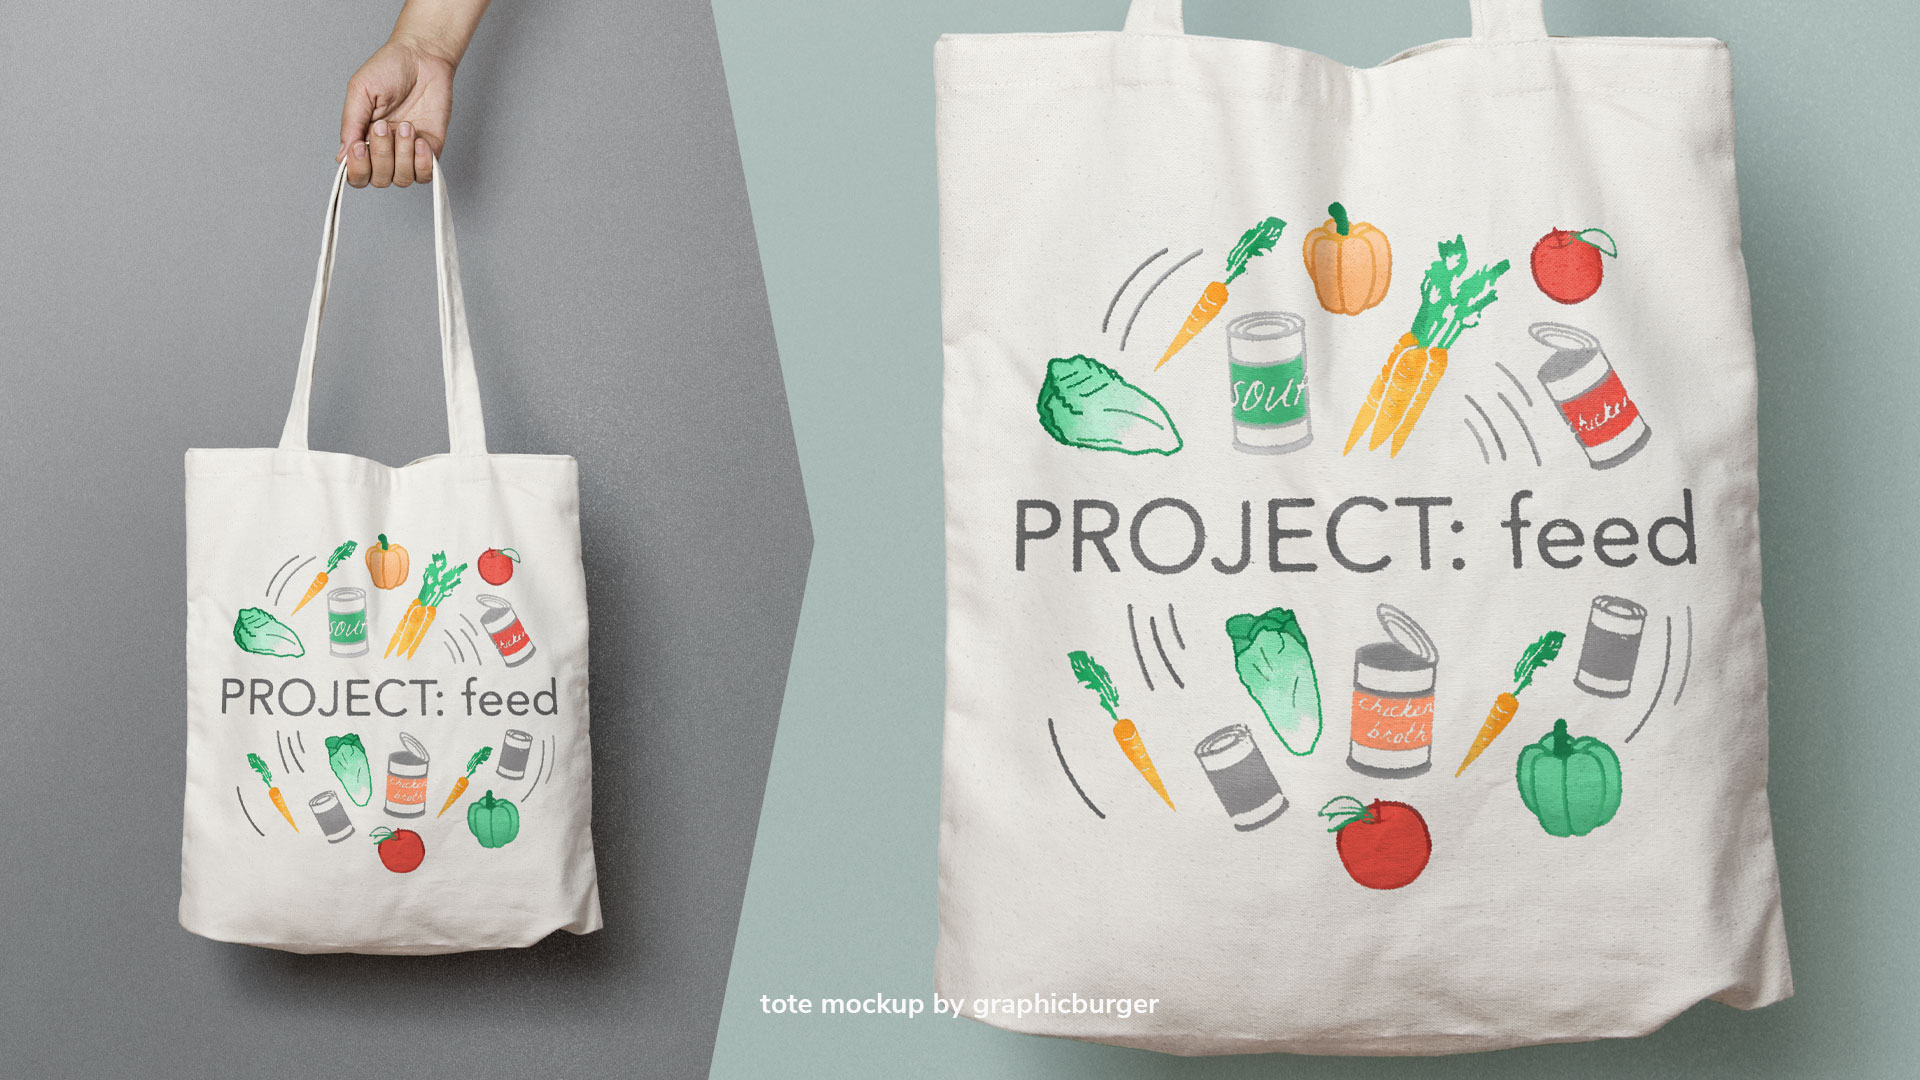 SOUP
chicken
PROJECT: feed
chicken
broth
SOUP
chicken
PROJECT: feed
chicken
broth
tote mockup by graphicburger